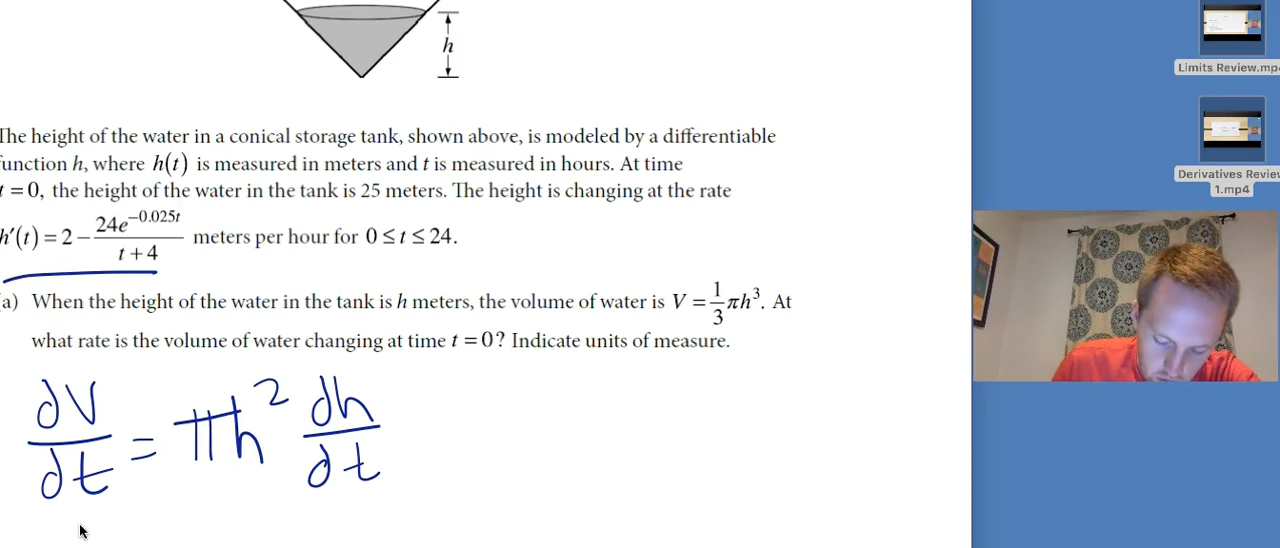 h
The height of the water in a conical storage tank, shown above, is modeled by a differentiable
function h, where h(t) is measured in meters and t is measured in hours. At time
t = 0, the height of the water in the tank is 25 meters. The height is changing at the rate
h′(t) = 2 − 24e^{−0.025t} / (t + 4) meters per hour for 0 ≤ t ≤ 24.
a) When the height of the water in the tank is h meters, the volume of water is V = 1/3 πh³. At
what rate is the volume of water changing at time t = 0? Indicate units of measure.
dV/dt = πh² dh/dt
Limits Review.mp
Derivatives Review
1.mp4